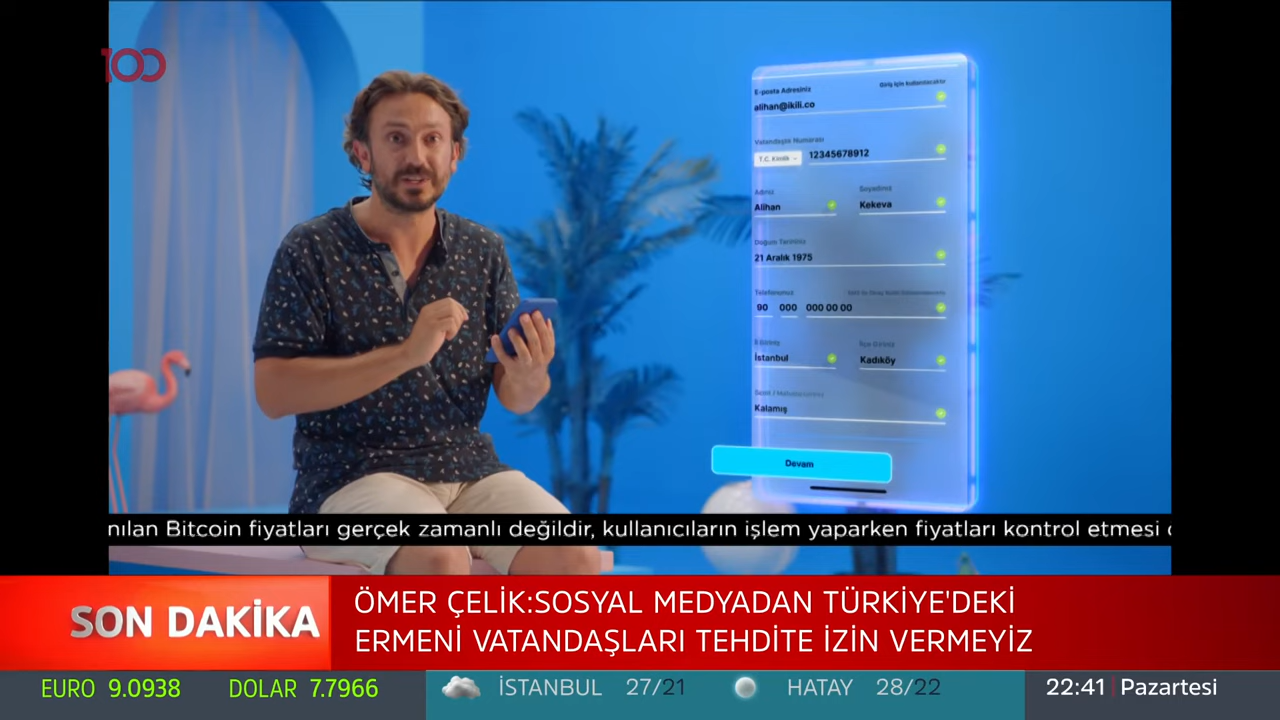 100
E-posta Adresiniz
Giriş için kullanılacaktır
alihan@ikili.co
Vatandaşlık Numarası
T.C. Kimlik
12345678912
Adınız
Soyadınız
Alihan
Kekeva
Doğum Tarihiniz
21 Aralık 1975
Telefonunuz
90 000 000 00 00
İstanbul
Kadıköy
Kalamış
Devam
nılan Bitcoin fiyatları gerçek zamanlı değildir, kullanıcıların işlem yaparken fiyatları kontrol etmesi
SON DAKİKA
ÖMER ÇELİK:SOSYAL MEDYADAN TÜRKİYE'DEKİ
ERMENİ VATANDAŞLARI TEHDİTE İZİN VERMEYİZ
EURO 9.0938 DOLAR 7.7966 İSTANBUL 27/21 HATAY 28/22 22:41 Pazartesi